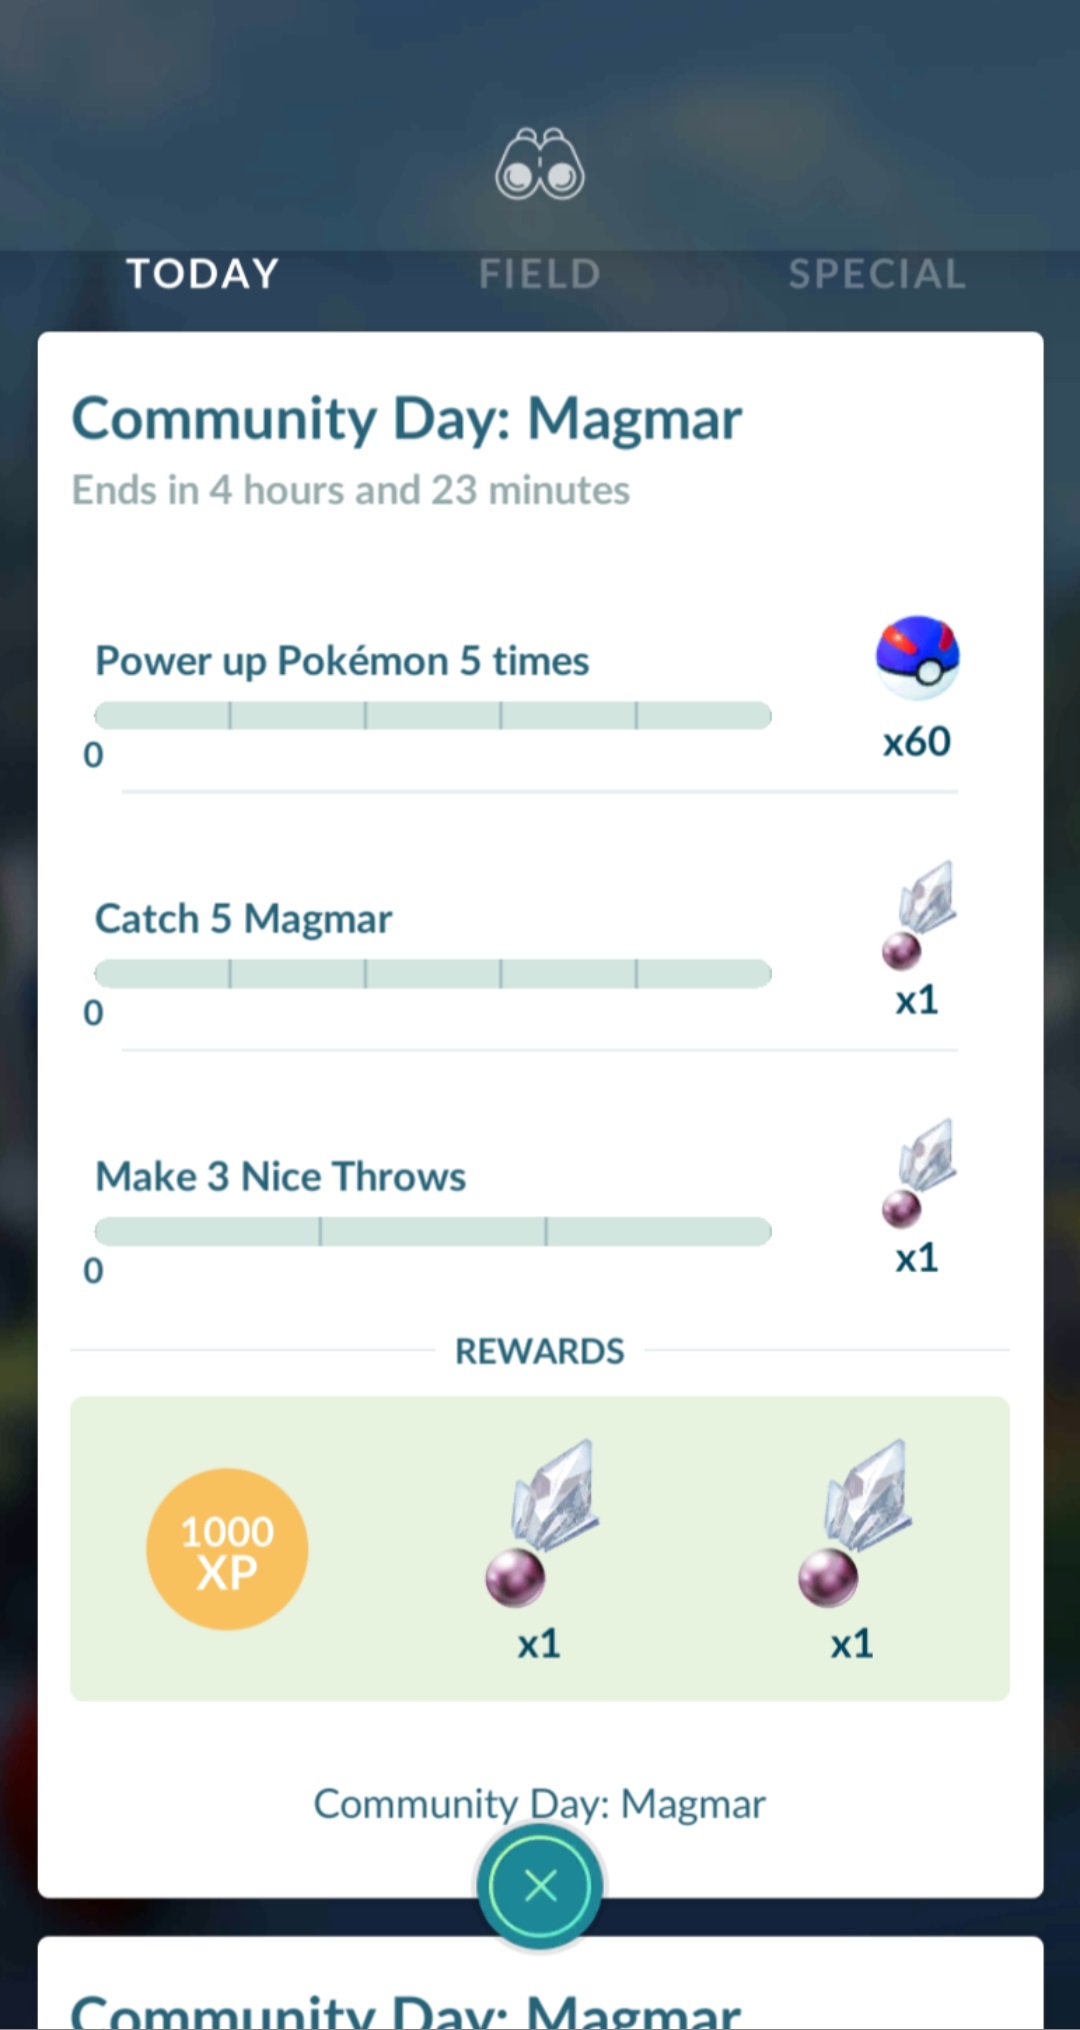 TODAY FIELD SPECIAL
Community Day: Magmar
Ends in 4 hours and 23 minutes
Power up Pokémon 5 times
0
x60
Catch 5 Magmar
0
x1
Make 3 Nice Throws
0
x1
REWARDS
1000
XP
x1
x1
Community Day: Magmar
Community Day: Magmar